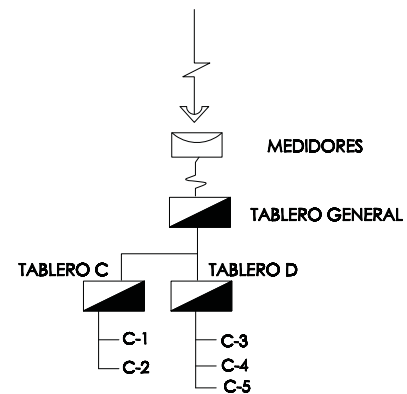 MEDIDORES
TABLERO GENERAL
TABLERO C
TABLERO D
C-1
C-2
C-3
C-4
C-5